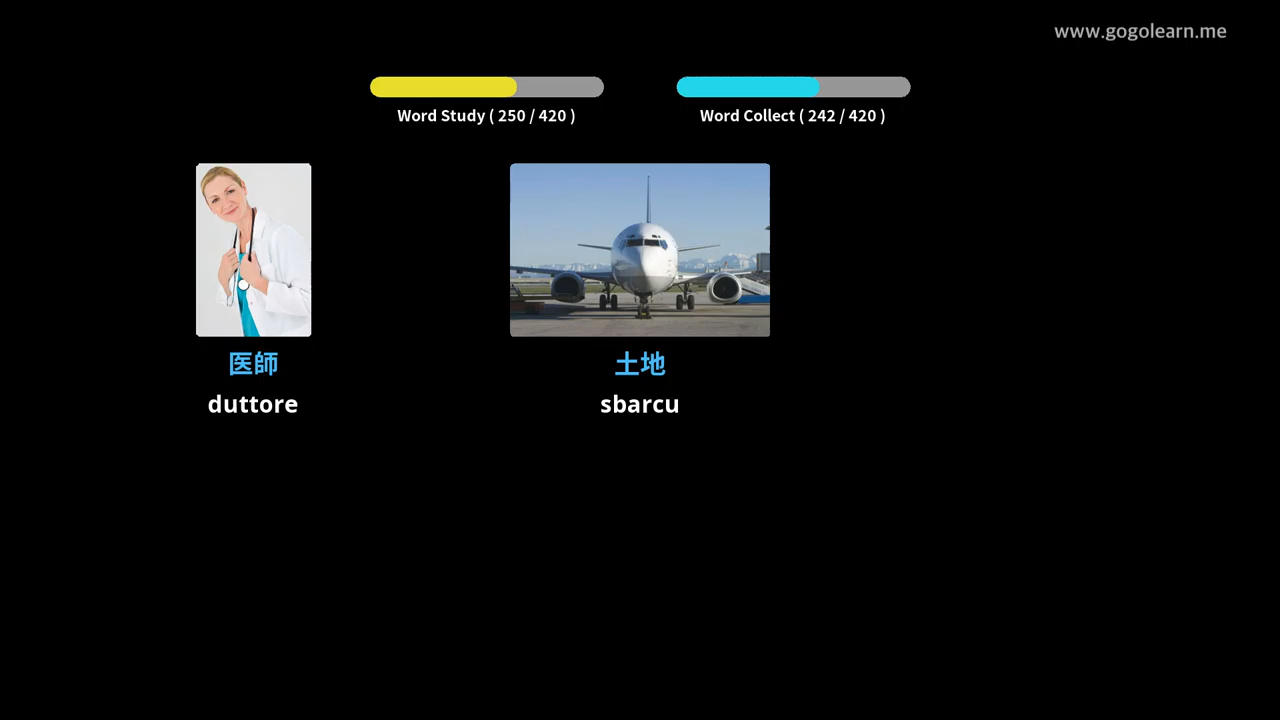 www.gogolearn.me
Word Study ( 250 / 420 )
Word Collect ( 242 / 420 )
医師
土地
duttore
sbarcu